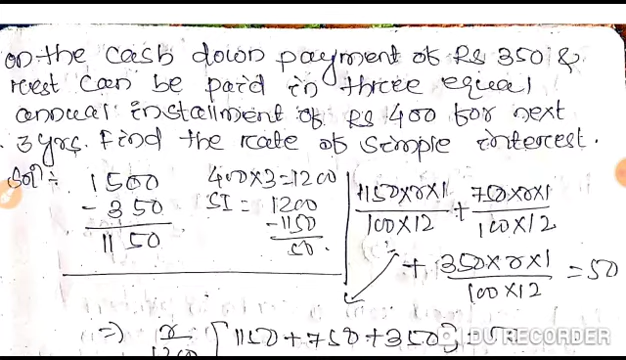 on the cash down payment of Rs 350 &
rest can be paid in three equal
annual installment of Rs 400 for next
3 yrs. Find the rate of simple interest.
Solⁿ:-
1500
- 350
1150
400×3=1200
SI = 1200
-1150
50.
1150×r×1/100×12 + 750×r×1/100×12
+ 350×r×1/100×12 = 50
⇒ r/1200 [1150+750+350] = 50
DU RECORDER